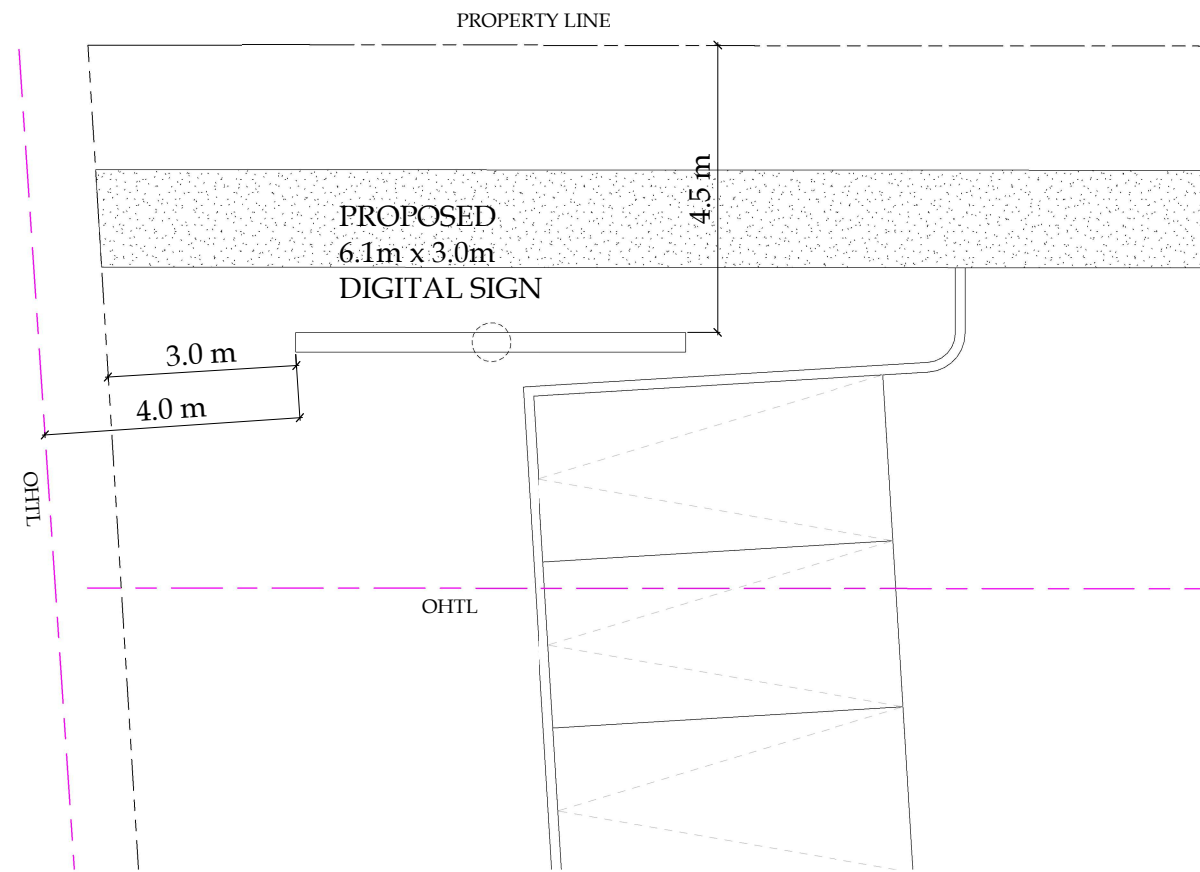 PROPERTY LINE
4.5 m
PROPOSED
6.1m x 3.0m
DIGITAL SIGN
3.0 m
4.0 m
OHTL
OHTL